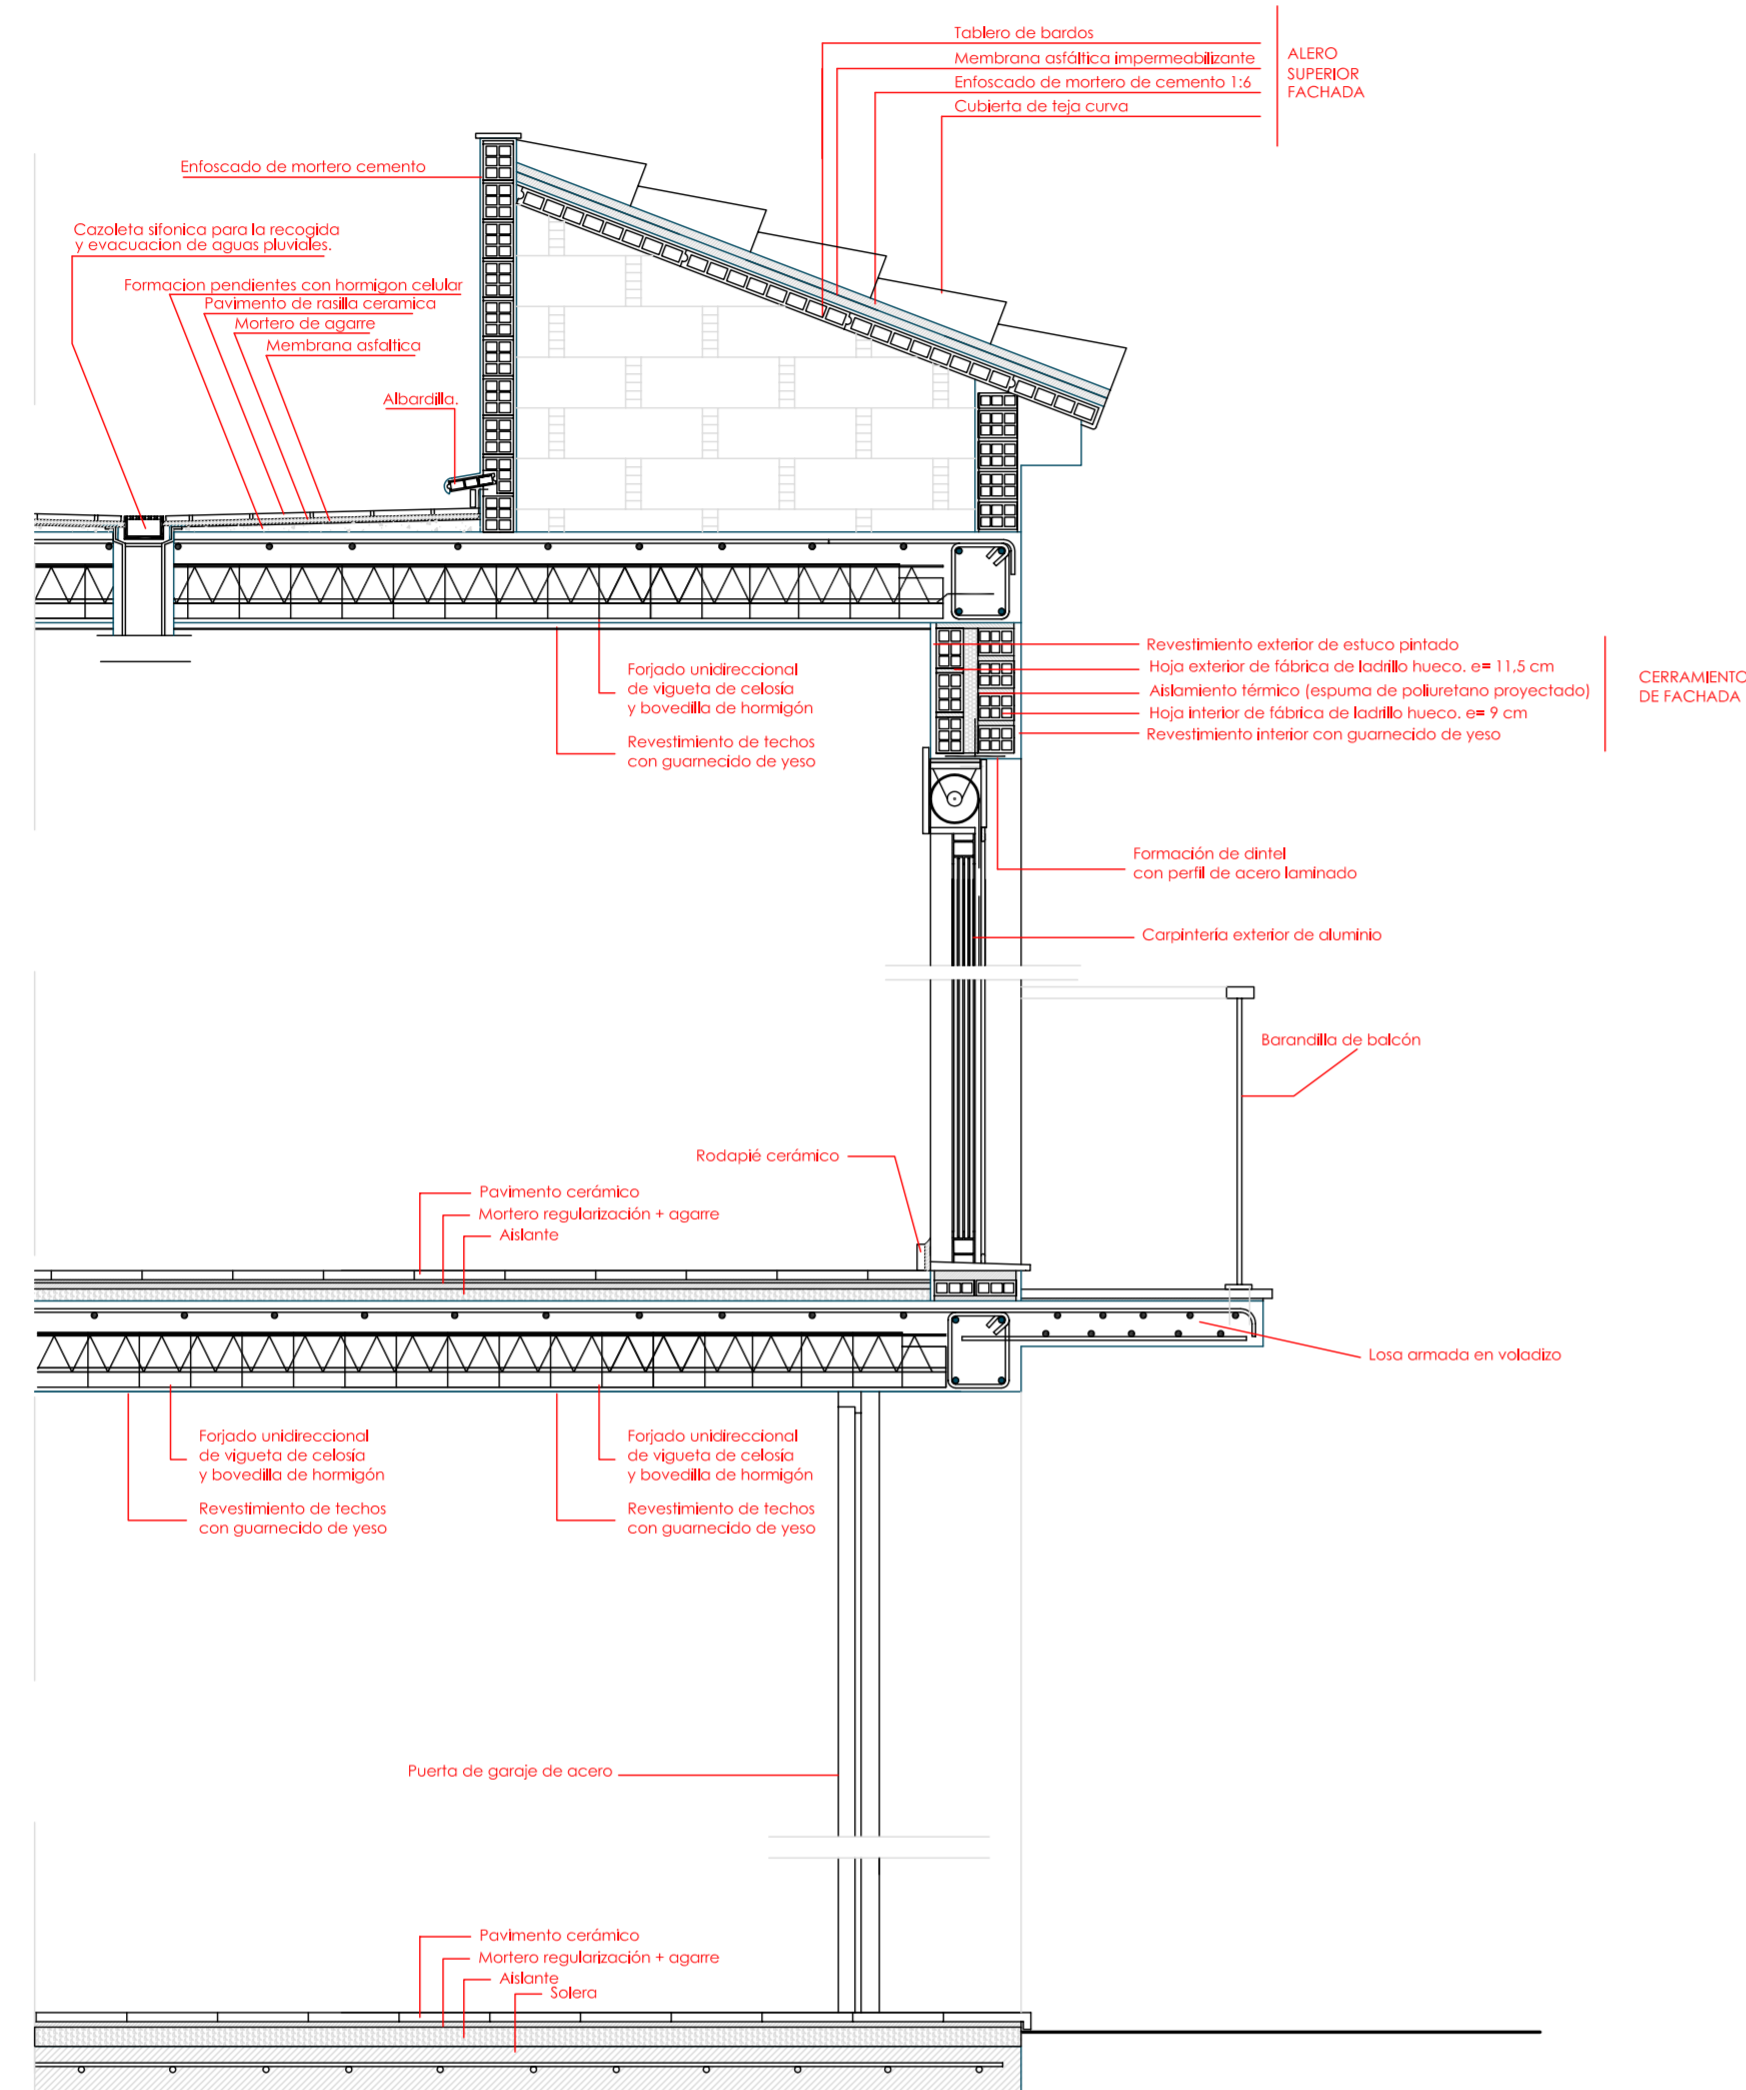 Tablero de bardos
Membrana asfáltica impermeabilizante
Enfoscado de mortero de cemento 1:6
Cubierta de teja curva
ALERO
SUPERIOR
FACHADA
Enfoscado de mortero cemento
Cazoleta sifonica para la recogida
y evacuacion de aguas pluviales.
Formacion pendientes con hormigon celular
Pavimento de rasilla ceramica
Mortero de agarre
Membrana asfaltica
Albardilla.
Forjado unidireccional
de vigueta de celosía
y bovedilla de hormigón
Revestimiento de techos
con guarnecido de yeso
Revestimiento exterior de estuco pintado
Hoja exterior de fábrica de ladrillo hueco. e= 11,5 cm
Aislamiento térmico (espuma de poliuretano proyectado)
Hoja interior de fábrica de ladrillo hueco. e= 9 cm
Revestimiento interior con guarnecido de yeso
CERRAMIENTO
DE FACHADA
Formación de dintel
con perfil de acero laminado
Carpintería exterior de aluminio
Barandilla de balcón
Rodapié cerámico
Pavimento cerámico
Mortero regularización + agarre
Aislante
Losa armada en voladizo
Forjado unidireccional
de vigueta de celosía
y bovedilla de hormigón
Revestimiento de techos
con guarnecido de yeso
Forjado unidireccional
de vigueta de celosía
y bovedilla de hormigón
Revestimiento de techos
con guarnecido de yeso
Puerta de garaje de acero
Pavimento cerámico
Mortero regularización + agarre
Aislante
Solera